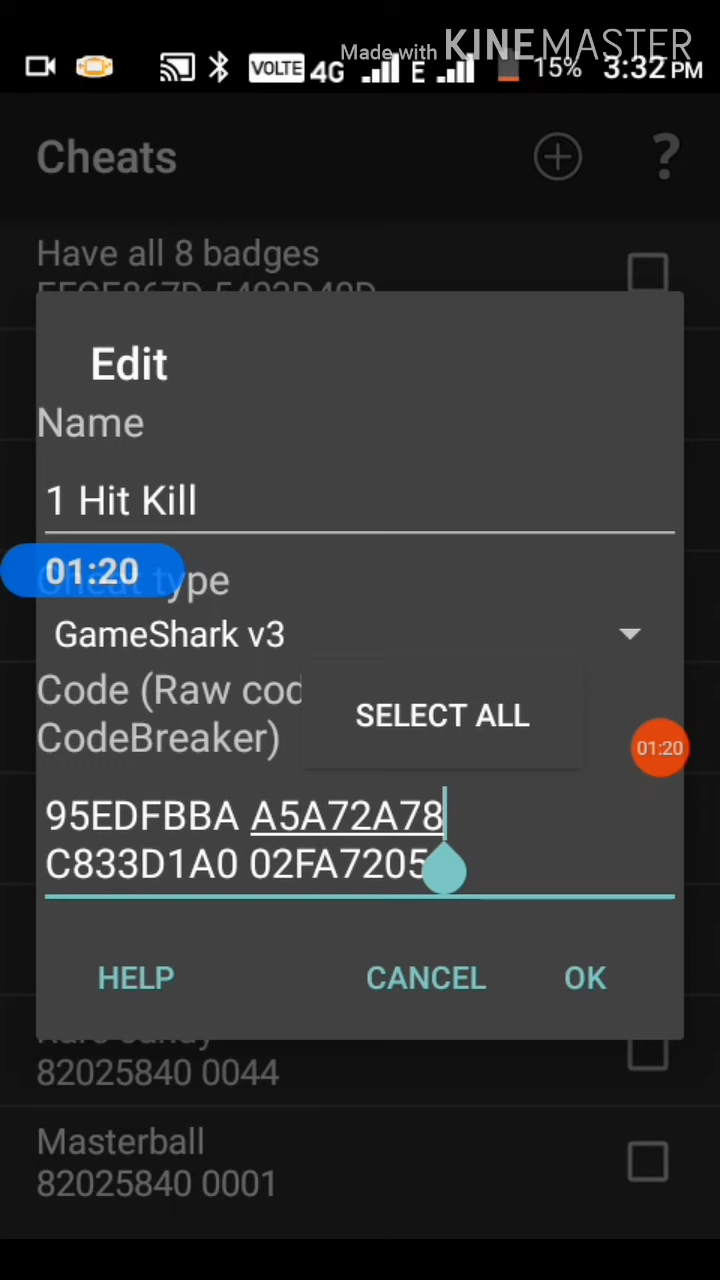 Made with KINEMASTER
VOLTE 4G E 15% 3:32 PM
Cheats
?
Have all 8 badges
Edit
Name
1 Hit Kill
01:20
type
GameShark v3
Code (Raw cod
SELECT ALL
CodeBreaker)
01:20
95EDFBBA A5A72A78
C833D1A0 02FA7205
HELP CANCEL OK
82025840 0044
Masterball
82025840 0001